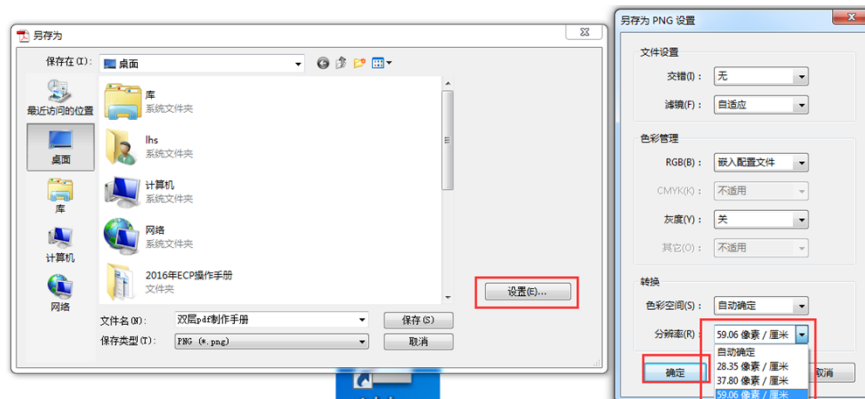 另存为
保存在(I):
桌面
最近访问的位置
桌面
库
计算机
网络
库
系统文件夹
lhs
系统文件夹
计算机
系统文件夹
网络
系统文件夹
2016年ECP操作手册
文件夹
设置(E)...
文件名(N):
双层pdf制作手册
保存(S)
保存类型(T):
PNG (*.png)
取消
另存为 PNG 设置
文件设置
交错(I):
无
滤镜(F):
自适应
色彩管理
RGB(B):
嵌入配置文件
CMYK(K):
不适用
灰度(Y):
关
其它(O):
不适用
转换
色彩空间(S):
自动确定
分辨率(R):
59.06 像素 / 厘米
自动确定
28.35 像素 / 厘米
37.80 像素 / 厘米
59.06 像素 / 厘米
确定
取消